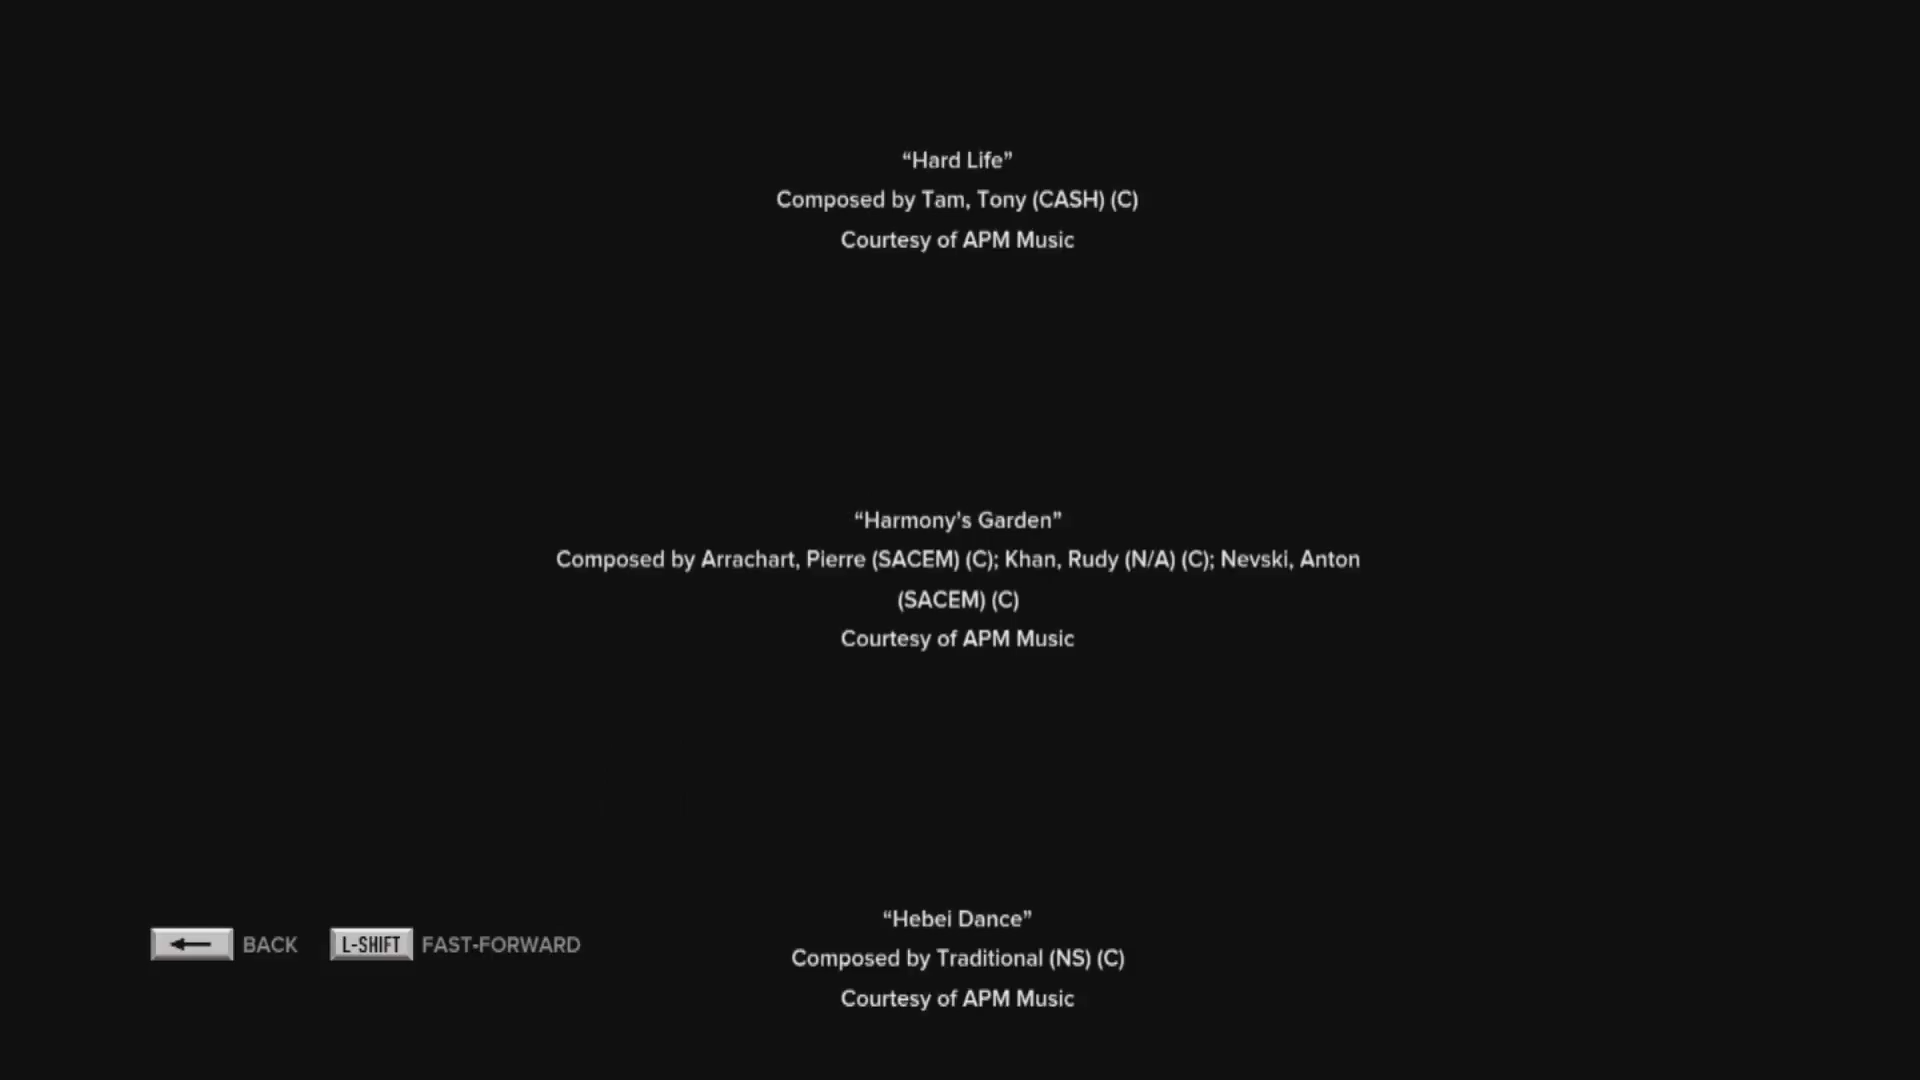 “Hard Life”
Composed by Tam, Tony (CASH) (C)
Courtesy of APM Music
“Harmony's Garden”
Composed by Arrachart, Pierre (SACEM) (C); Khan, Rudy (N/A) (C); Nevski, Anton
(SACEM) (C)
Courtesy of APM Music
“Hebei Dance”
Composed by Traditional (NS) (C)
Courtesy of APM Music
BACK L-SHIFT FAST-FORWARD